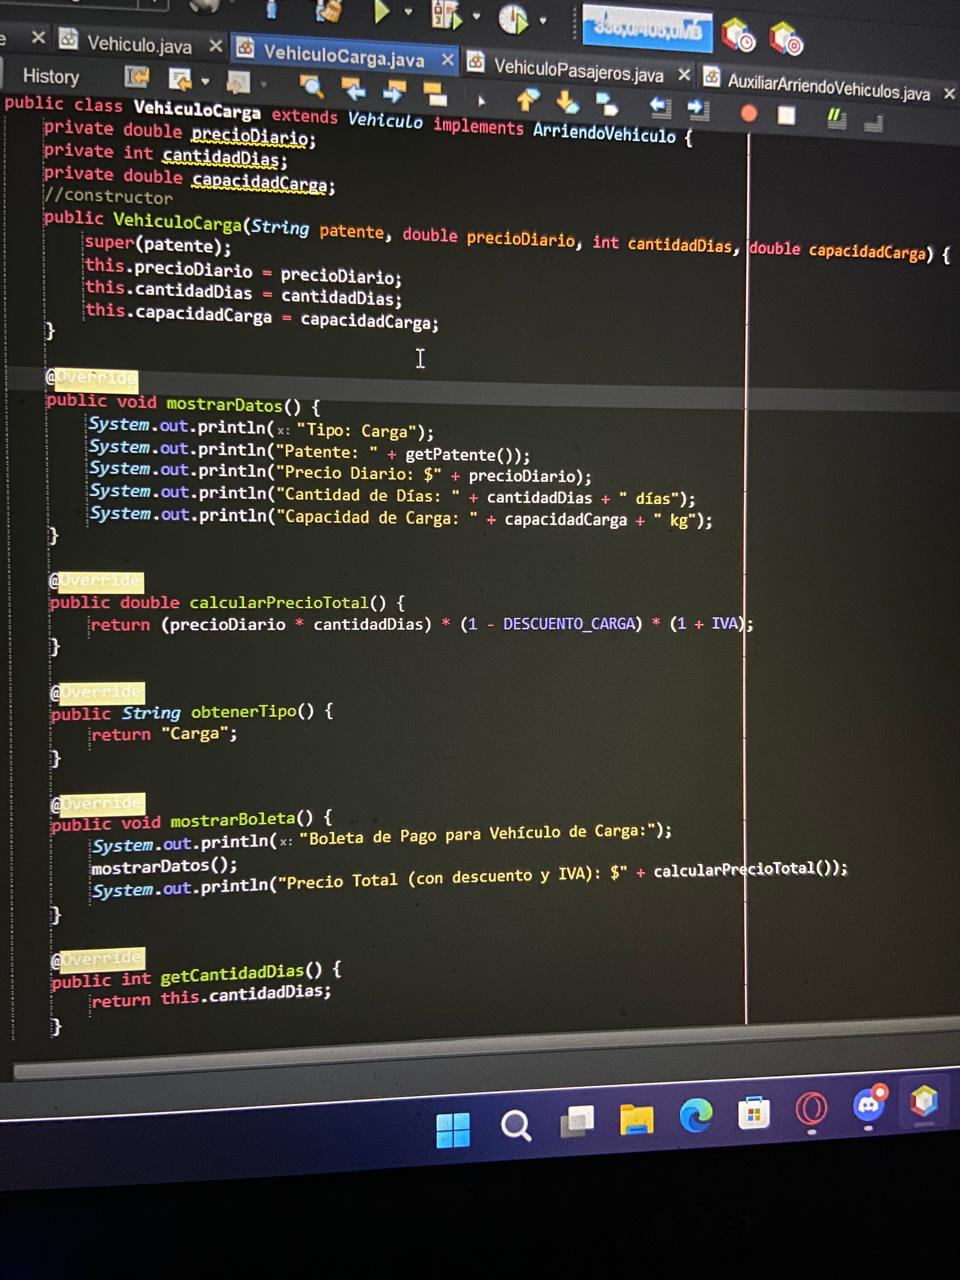 336,0/405,0MB
e
Vehiculo.java
VehiculoCarga.java
VehiculoPasajeros.java
AuxiliarArriendoVehiculos.java
History
public class VehiculoCarga extends Vehiculo implements ArriendoVehiculo {
private double precioDiario;
private int cantidadDias;
private double capacidadCarga;
//constructor
public VehiculoCarga(String patente, double precioDiario, int cantidadDias, double capacidadCarga) {
super(patente);
this.precioDiario = precioDiario;
this.cantidadDias = cantidadDias;
this.capacidadCarga = capacidadCarga;
}
@Override
public void mostrarDatos() {
System.out.println(x: "Tipo: Carga");
System.out.println("Patente: " + getPatente());
System.out.println("Precio Diario: $" + precioDiario);
System.out.println("Cantidad de Días: " + cantidadDias + " días");
System.out.println("Capacidad de Carga: " + capacidadCarga + " kg");
}
@Override
public double calcularPrecioTotal() {
return (precioDiario * cantidadDias) * (1 - DESCUENTO_CARGA) * (1 + IVA);
}
@Override
public String obtenerTipo() {
return "Carga";
}
@Override
public void mostrarBoleta() {
System.out.println(x: "Boleta de Pago para Vehículo de Carga:");
mostrarDatos();
System.out.println("Precio Total (con descuento y IVA): $" + calcularPrecioTotal());
}
@Override
public int getCantidadDias() {
return this.cantidadDias;
}